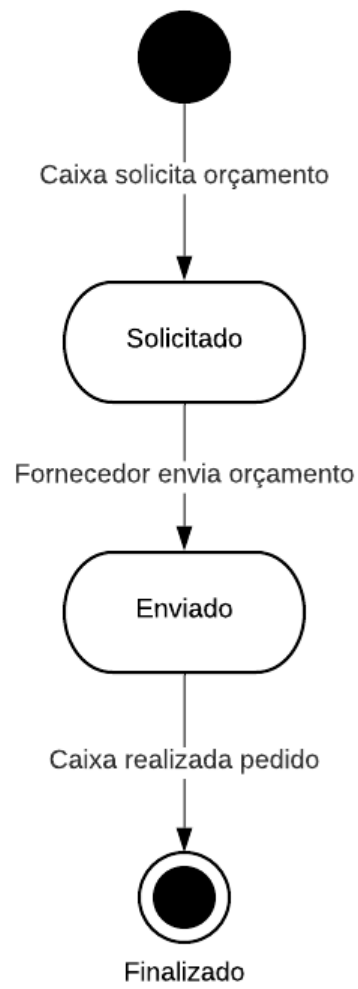 Caixa solicita orçamento
Solicitado
Fornecedor envia orçamento
Enviado
Caixa realizada pedido
Finalizado